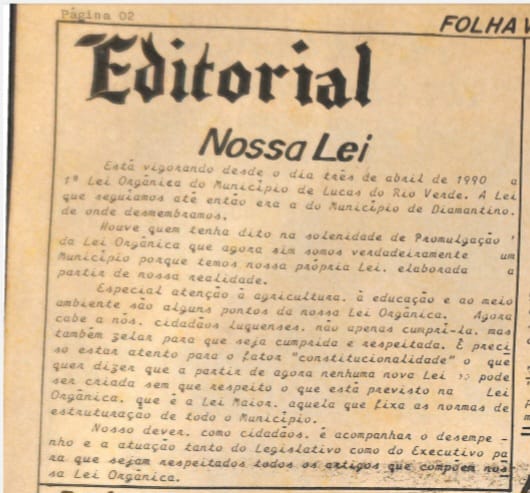 Página 02
FOLHA
Editorial
Nossa Lei
Está vigorando desde o dia três de abril de 1990 a
1ª Lei Orgânica do Município de Lucas do Rio Verde. A Lei
que seguíamos até então era a do Município de Diamantino,
de onde desmembramos.
Houve quem tenha dito na solenidade de Promulgação '
da Lei Orgânica que agora sim somos verdadeiramente um
Município porque temos nossa própria Lei, elaborada a
partir de nossa realidade.
Especial atenção à agricultura, à educação e ao meio
ambiente são alguns pontos da nossa Lei Orgânica. Agora
cabe a nós, cidadãos luquenses, não apenas cumprí-la, mas
também zelar para que seja cumprida e respeitada. É preci
so estar atento para o fator "constitucionalidade" o que
quer dizer que a partir de agora nenhuma nova Lei pode
ser criada sem que respeito o que está previsto na Lei
Orgânica, que é a Lei Maior, aquela que fixa as normas de
estruturação de todo o Município.
Nosso dever, como cidadãos, é acompanhar o desempe -
nho e a atuação tanto do Legislativo como do Executivo pa
ra que sejam respeitados todos os artigos que compõem nos-
sa Lei Orgânica.